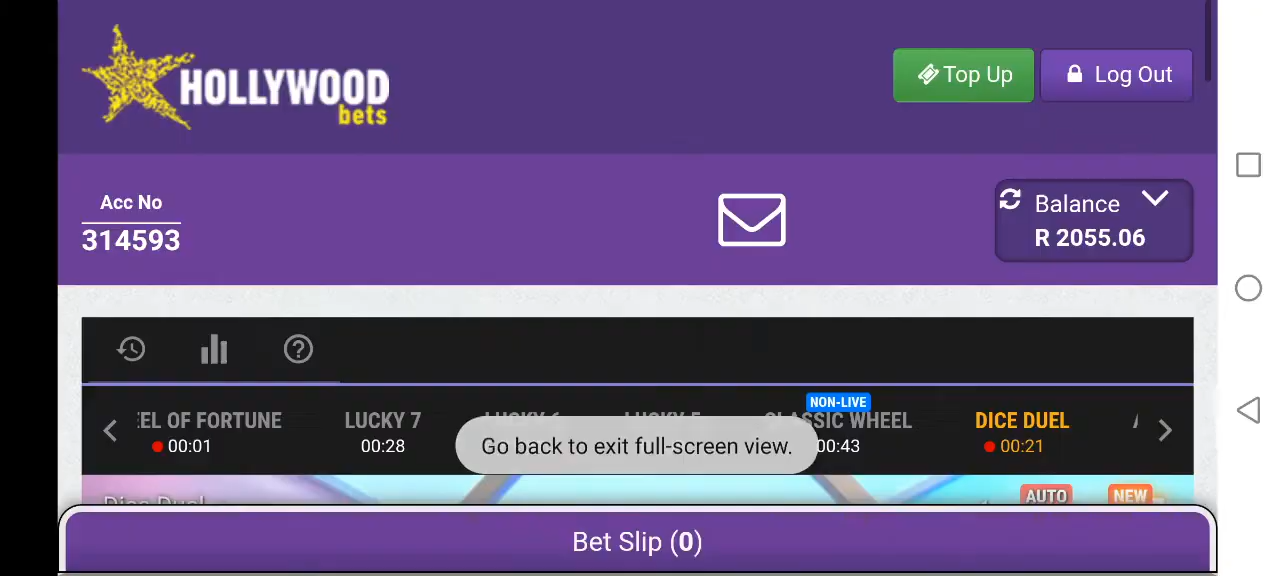 HOLLYWOOD
bets
Top Up
Log Out
Acc No
314593
Balance
R 2055.06
EL OF FORTUNE
LUCKY 7
CLASSIC WHEEL
NON-LIVE
DICE DUEL
00:01
00:28
00:43
00:21
Go back to exit full-screen view.
Dice Duel
AUTO
NEW
Bet Slip (0)